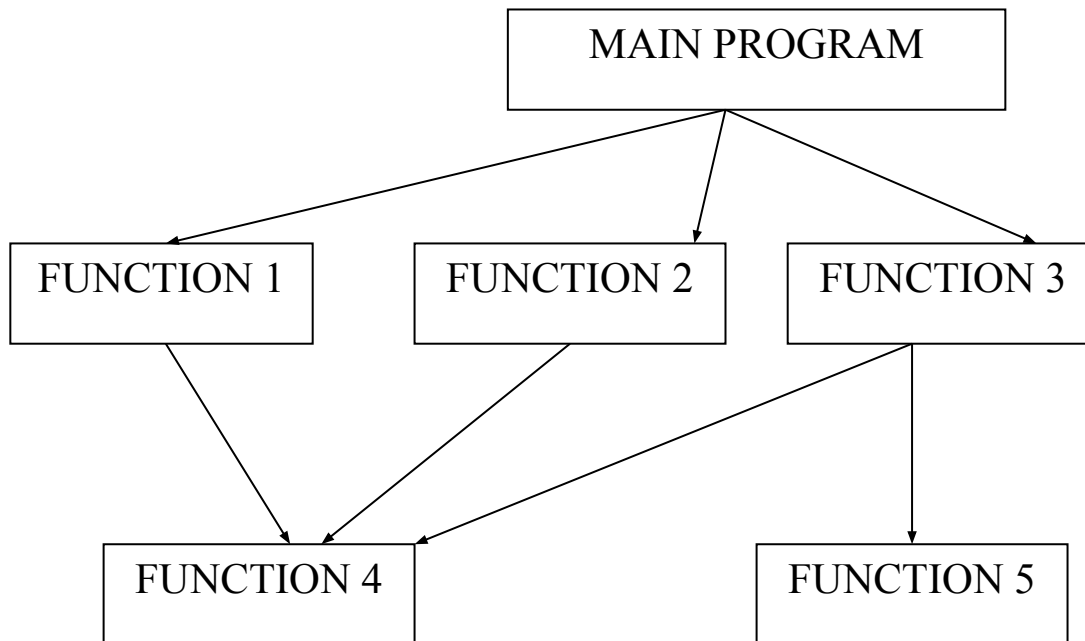 MAIN PROGRAM
FUNCTION 1
FUNCTION 2
FUNCTION 3
FUNCTION 4
FUNCTION 5